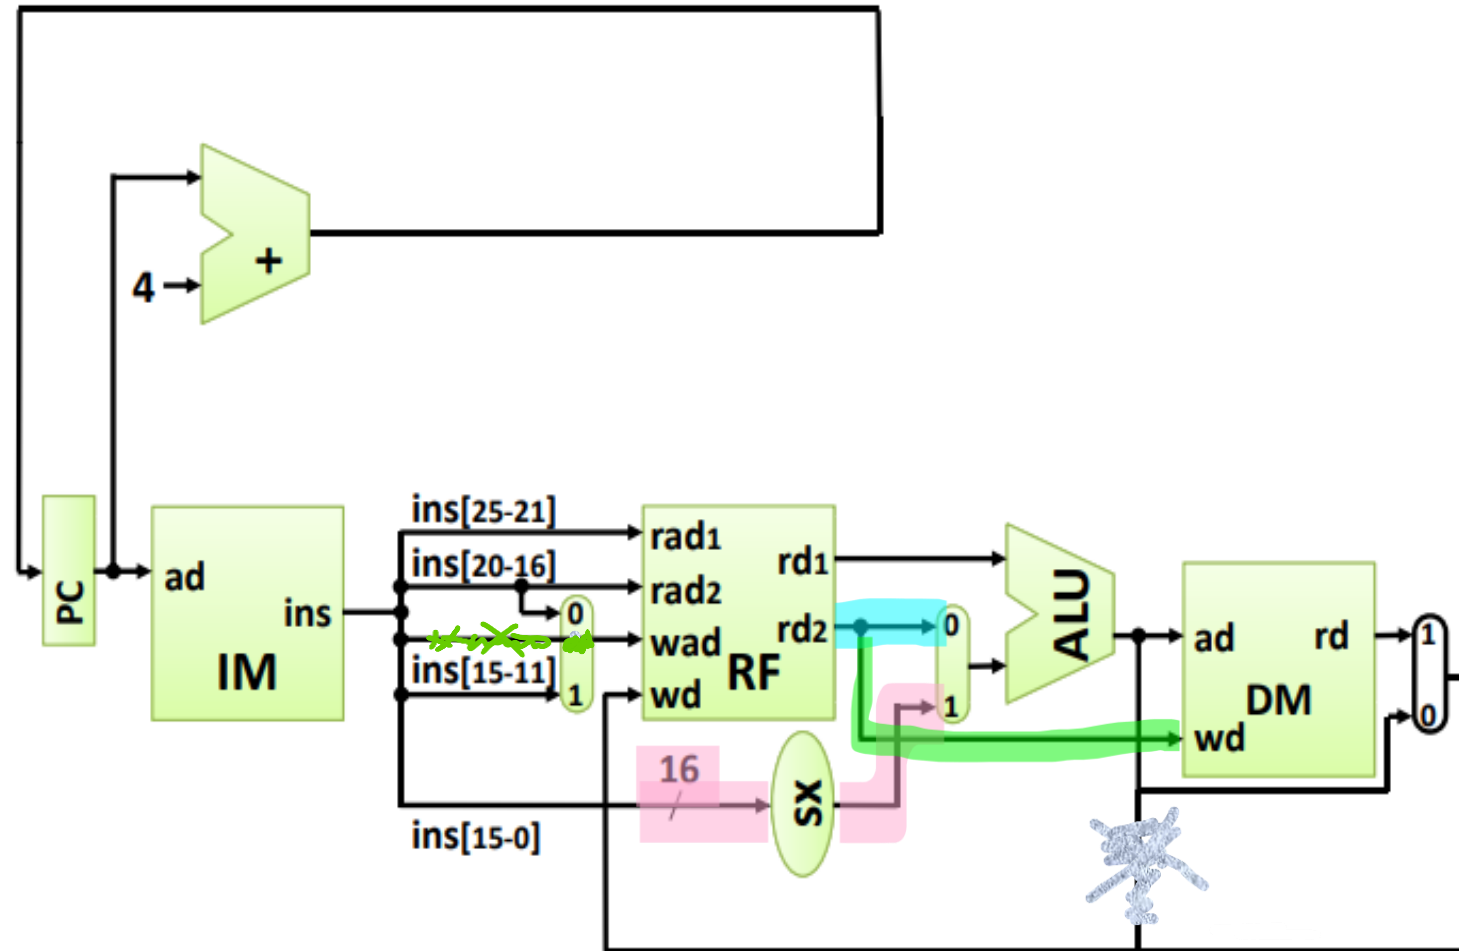 +
4
PC
ad
ins
IM
ins[25-21]
ins[20-16]
0
ins[15-11]
1
ins[15-0]
16
rad1
rad2
wad
wd
rd1
rd2
RF
sx
0
1
ALU
ad
rd
DM
wd
1
0